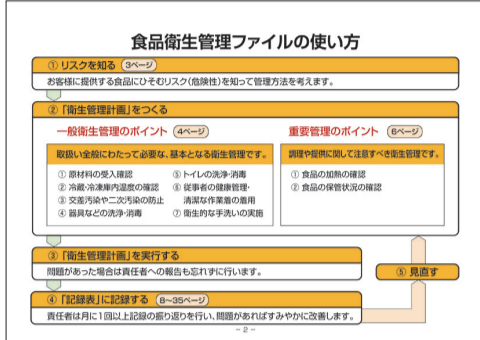 食品衛生管理ファイルの使い方
① リスクを知る 3ページ
お客様に提供する食品にひそむリスク(危険性)を知って管理方法を考えます。
② 「衛生管理計画」をつくる
一般衛生管理のポイント 4ページ
取扱い全般にわたって必要な、基本となる衛生管理です。
① 原材料の受入確認
② 冷蔵・冷凍庫内温度の確認
③ 交差汚染や二次汚染の防止
④ 器具などの洗浄・消毒
⑤ トイレの洗浄・消毒
⑥ 従事者の健康管理・
清潔な作業着の着用
⑦ 衛生的な手洗いの実施
重要管理のポイント 6ページ
調理や提供に関して注意すべき衛生管理です。
① 食品の加熱の確認
② 食品の保管状況の確認
③ 「衛生管理計画」を実行する
問題があった場合は責任者への報告も忘れずに行います。
④ 「記録表」に記録する 8~35ページ
責任者は月に1回以上記録の振り返りを行い、問題があればすみやかに改善します。
⑤ 見直す
- 2 -